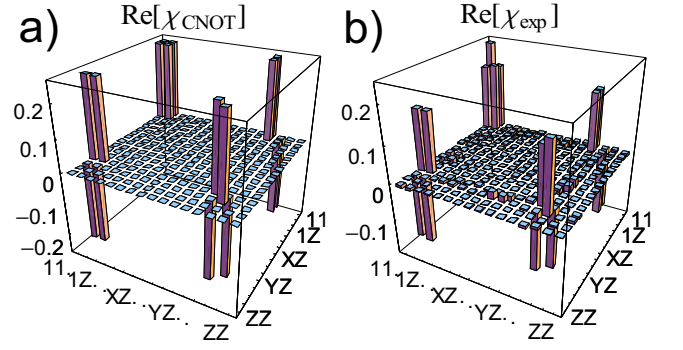 a) Re[χCNOT]
b) Re[χexp]
0.2
0.1
0
−0.1
−0.2
11.
1Z.
.XZ.
.YZ.
.ZZ
11
1Z
XZ
YZ
ZZ
0.2
0.1
0
−0.1
11.
1Z.
.XZ.
.YZ.
.ZZ
11
1Z
XZ
YZ
ZZ